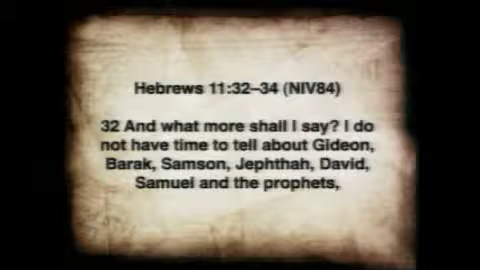 Hebrews 11:32–34 (NIV84)
32 And what more shall I say? I do
not have time to tell about Gideon,
Barak, Samson, Jephthah, David,
Samuel and the prophets,